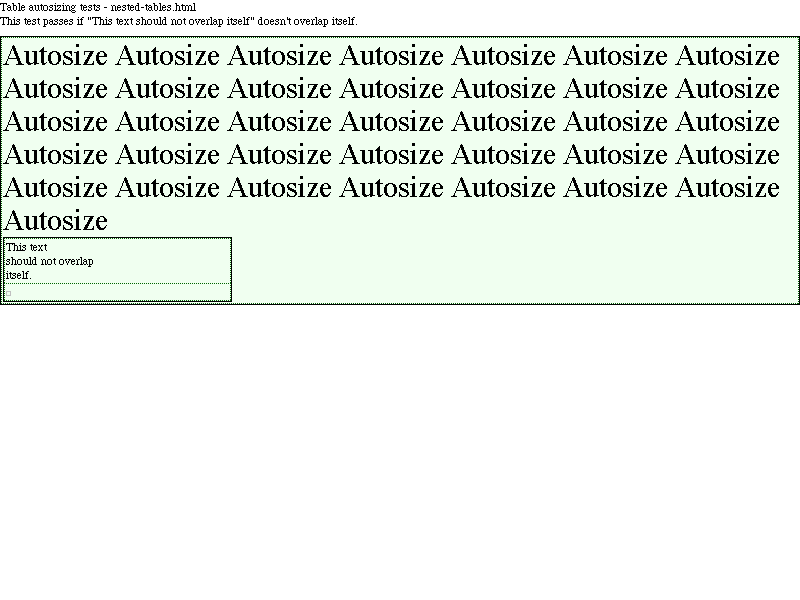 Table autosizing tests - nested-tables.html
This test passes if "This text should not overlap itself" doesn't overlap itself.
Autosize Autosize Autosize Autosize Autosize Autosize Autosize
Autosize Autosize Autosize Autosize Autosize Autosize Autosize
Autosize Autosize Autosize Autosize Autosize Autosize Autosize
Autosize Autosize Autosize Autosize Autosize Autosize Autosize
Autosize Autosize Autosize Autosize Autosize Autosize Autosize
Autosize
This text
should not overlap
itself.